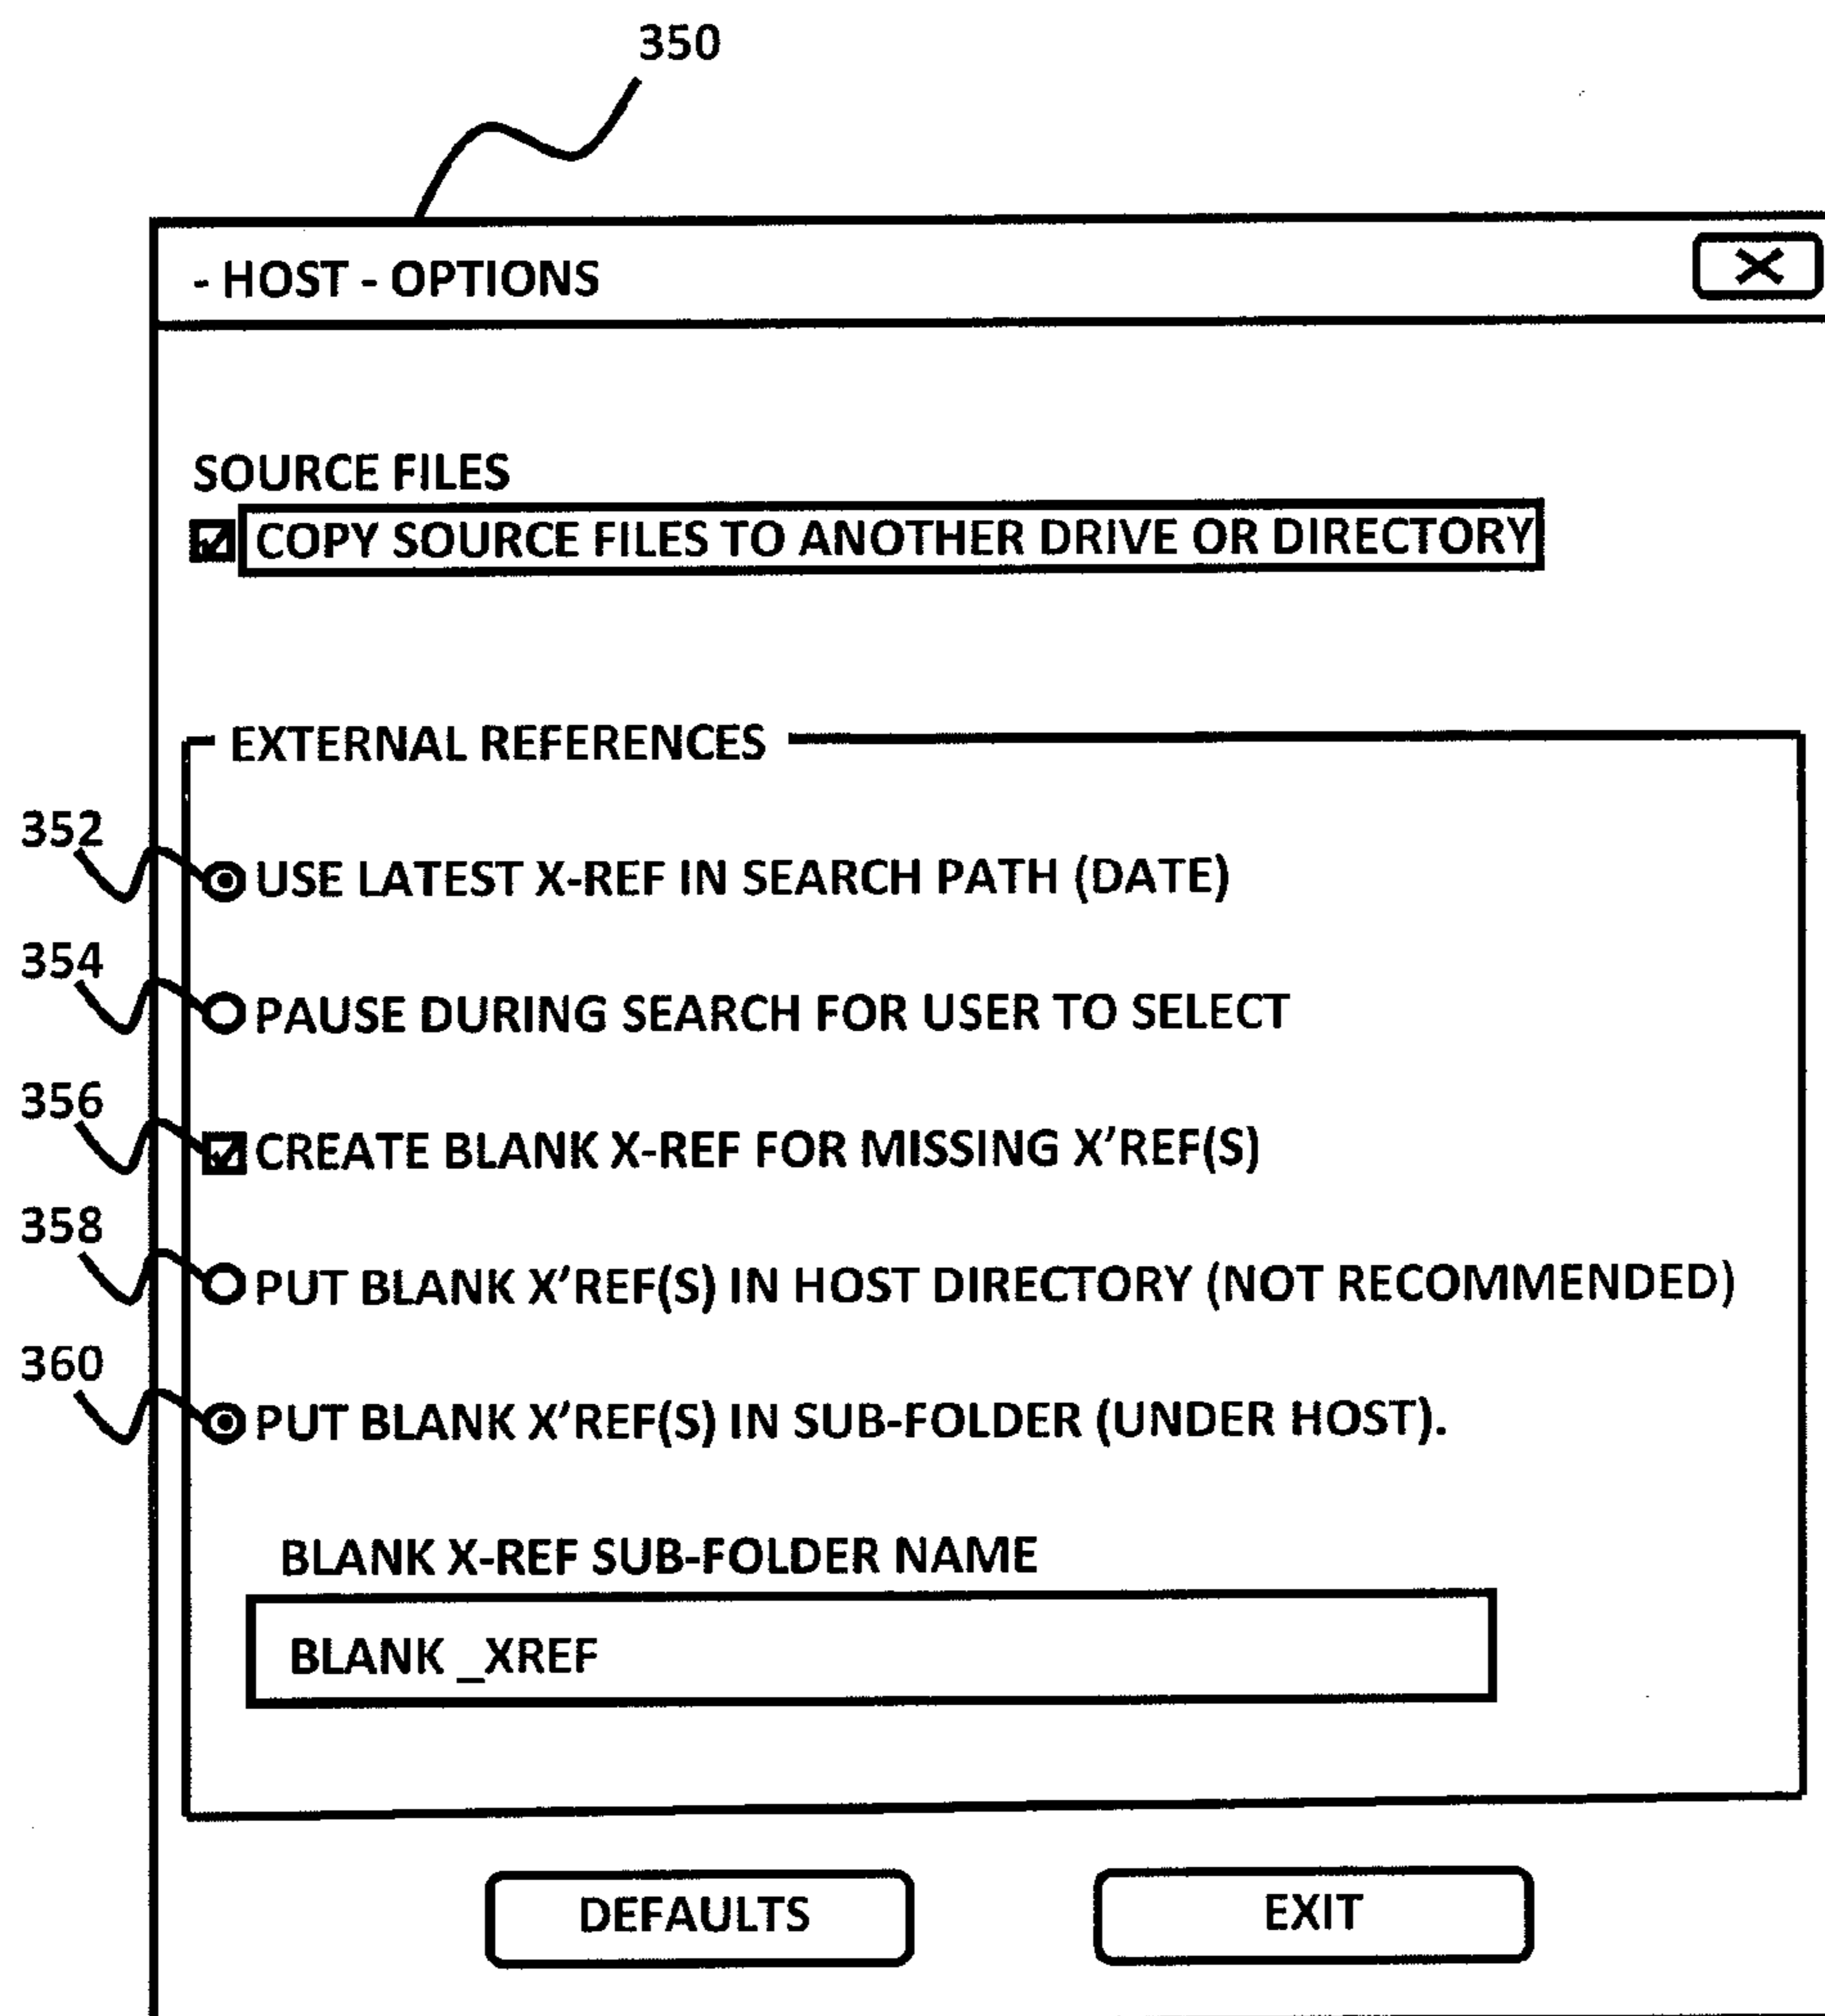 350
- HOST - OPTIONS
X
SOURCE FILES
COPY SOURCE FILES TO ANOTHER DRIVE OR DIRECTORY
EXTERNAL REFERENCES
352
USE LATEST X-REF IN SEARCH PATH (DATE)
354
PAUSE DURING SEARCH FOR USER TO SELECT
356
CREATE BLANK X-REF FOR MISSING X'REF(S)
358
PUT BLANK X'REF(S) IN HOST DIRECTORY (NOT RECOMMENDED)
360
PUT BLANK X'REF(S) IN SUB-FOLDER (UNDER HOST).
BLANK X-REF SUB-FOLDER NAME
BLANK _XREF
DEFAULTS
EXIT